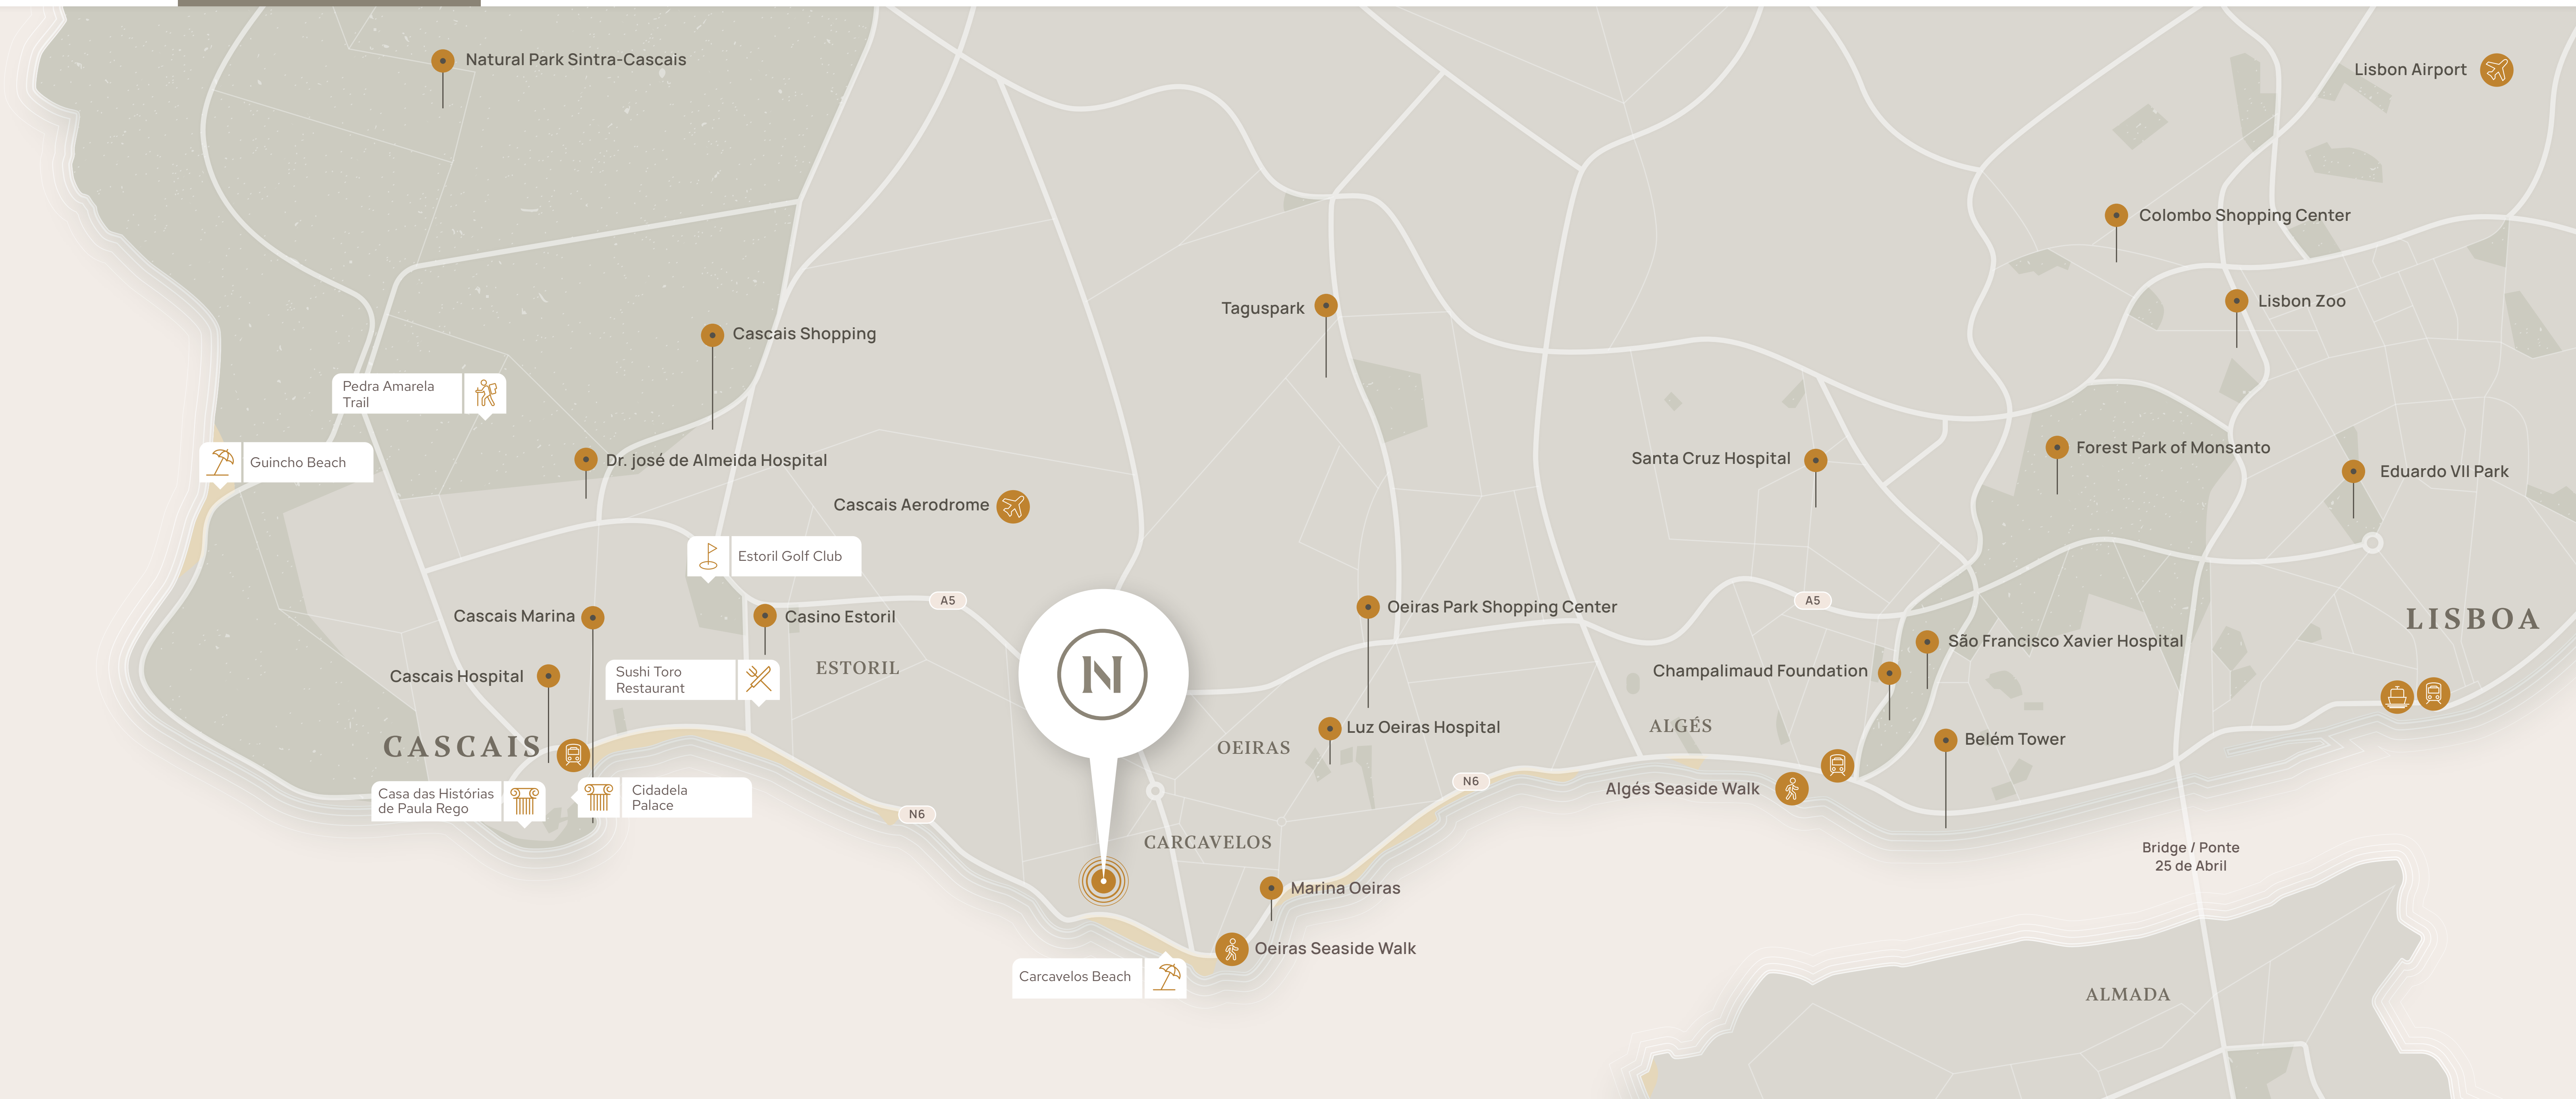 Natural Park Sintra-Cascais
Lisbon Airport
Colombo Shopping Center
Lisbon Zoo
Taguspark
Cascais Shopping
Pedra Amarela
Trail
Guincho Beach
Dr. josé de Almeida Hospital
Santa Cruz Hospital
Forest Park of Monsanto
Eduardo VII Park
Cascais Aerodrome
Estoril Golf Club
A5
A5
Cascais Marina
Casino Estoril
Oeiras Park Shopping Center
LISBOA
São Francisco Xavier Hospital
Cascais Hospital
Sushi Toro
Restaurant
ESTORIL
N
Champalimaud Foundation
CASCAIS
OEIRAS
Luz Oeiras Hospital
ALGÉS
Belém Tower
N6
Algés Seaside Walk
Casa das Histórias
de Paula Rego
Cidadela
Palace
N6
CARCAVELOS
Bridge / Ponte
25 de Abril
Marina Oeiras
Oeiras Seaside Walk
Carcavelos Beach
ALMADA